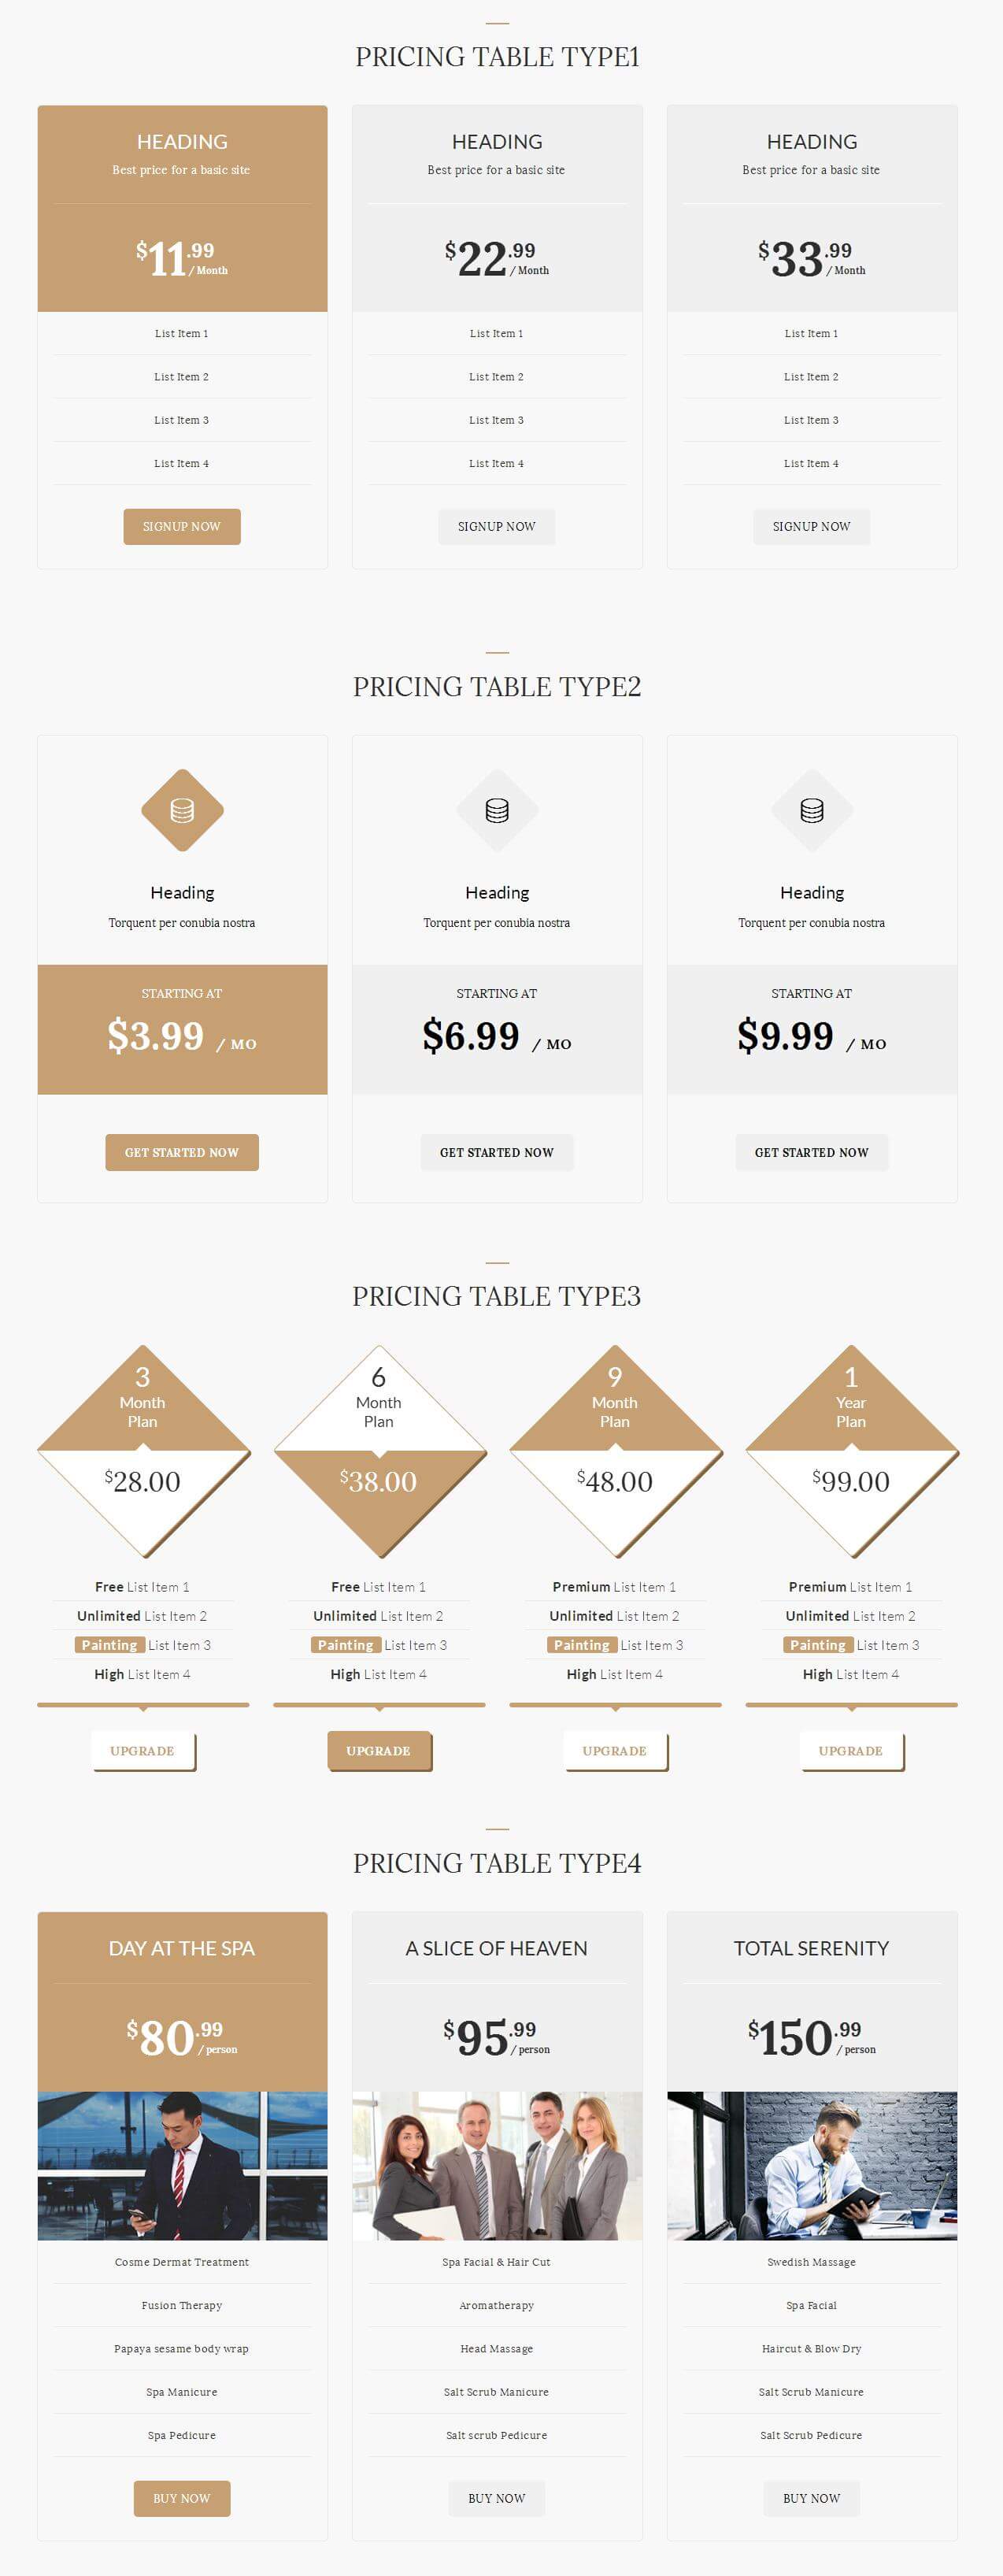 PRICING TABLE TYPE1
HEADING
Best price for a basic site
$11.99
/ Month
List Item 1
List Item 2
List Item 3
List Item 4
SIGNUP NOW
HEADING
Best price for a basic site
$22.99
/ Month
List Item 1
List Item 2
List Item 3
List Item 4
SIGNUP NOW
HEADING
Best price for a basic site
$33.99
/ Month
List Item 1
List Item 2
List Item 3
List Item 4
SIGNUP NOW
PRICING TABLE TYPE2
Heading
Torquent per conubia nostra
STARTING AT
$3.99 / MO
GET STARTED NOW
Heading
Torquent per conubia nostra
STARTING AT
$6.99 / MO
GET STARTED NOW
Heading
Torquent per conubia nostra
STARTING AT
$9.99 / MO
GET STARTED NOW
PRICING TABLE TYPE3
3
Month
Plan
$28.00
Free List Item 1
Unlimited List Item 2
Painting List Item 3
High List Item 4
UPGRADE
6
Month
Plan
$38.00
Free List Item 1
Unlimited List Item 2
Painting List Item 3
High List Item 4
UPGRADE
9
Month
Plan
$48.00
Premium List Item 1
Unlimited List Item 2
Painting List Item 3
High List Item 4
UPGRADE
1
Year
Plan
$99.00
Premium List Item 1
Unlimited List Item 2
Painting List Item 3
High List Item 4
UPGRADE
PRICING TABLE TYPE4
DAY AT THE SPA
$80.99
/ person
Cosme Dermat Treatment
Fusion Therapy
Papaya sesame body wrap
Spa Manicure
Spa Pedicure
BUY NOW
A SLICE OF HEAVEN
$95.99
/ person
Spa Facial & Hair Cut
Aromatherapy
Head Massage
Salt Scrub Manicure
Salt scrub Pedicure
BUY NOW
TOTAL SERENITY
$150.99
/ person
Swedish Massage
Spa Facial
Haircut & Blow Dry
Salt Scrub Manicure
Salt Scrub Pedicure
BUY NOW